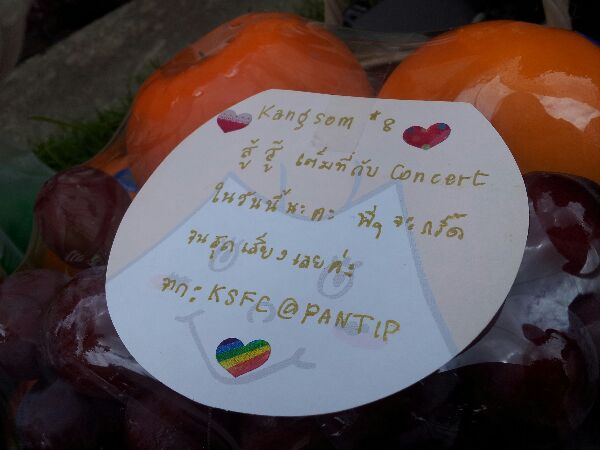 Kangsom *8
สู้ สู้ เต็มที่กับ Concert
ในวันนี้นะคะ พี่ๆ จะกรี๊ด
จนสุดเสียงเลยค่ะ
จาก: KSFC@PANTIP